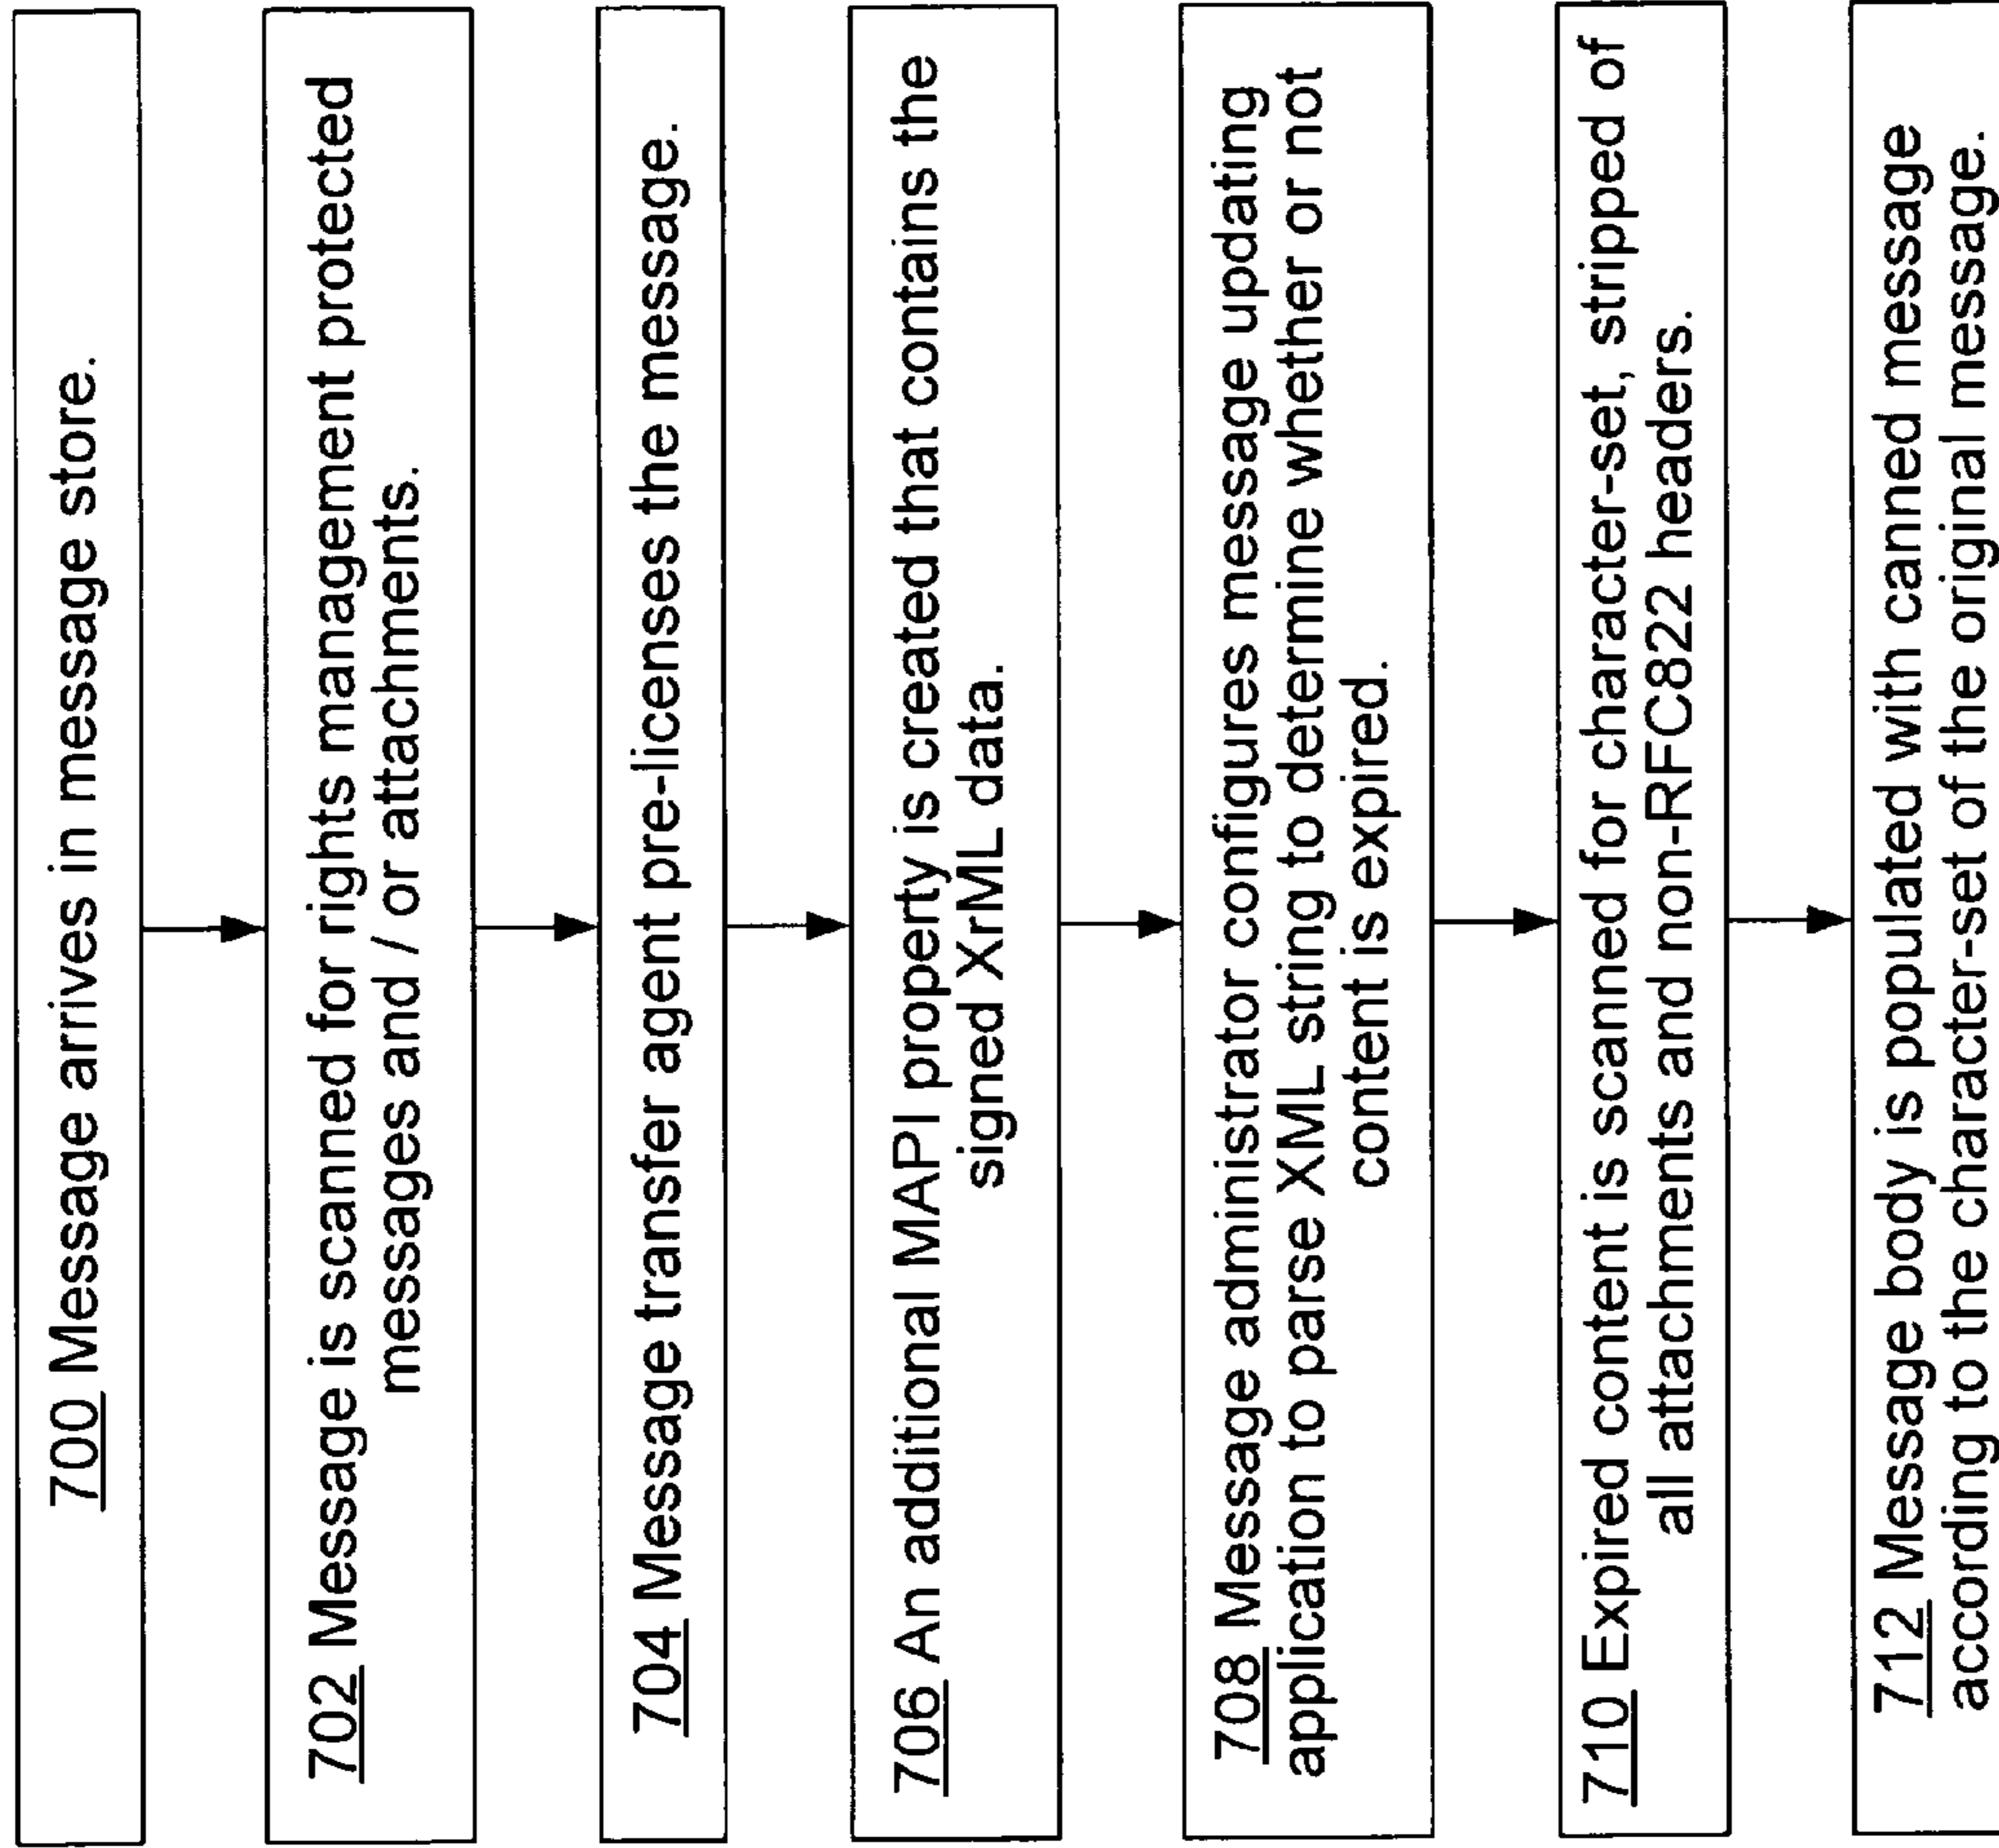 700 Message arrives in message store.
702 Message is scanned for rights management protected
messages and / or attachments.
704 Message transfer agent pre-licenses the message.
706 An additional MAPI property is created that contains the
signed XrML data.
708 Message administrator configures message updating
application to parse XML string to determine whether or not
content is expired.
710 Expired content is scanned for character-set, stripped of
all attachments and non-RFC822 headers.
712 Message body is populated with canned message
according to the character-set of the original message.